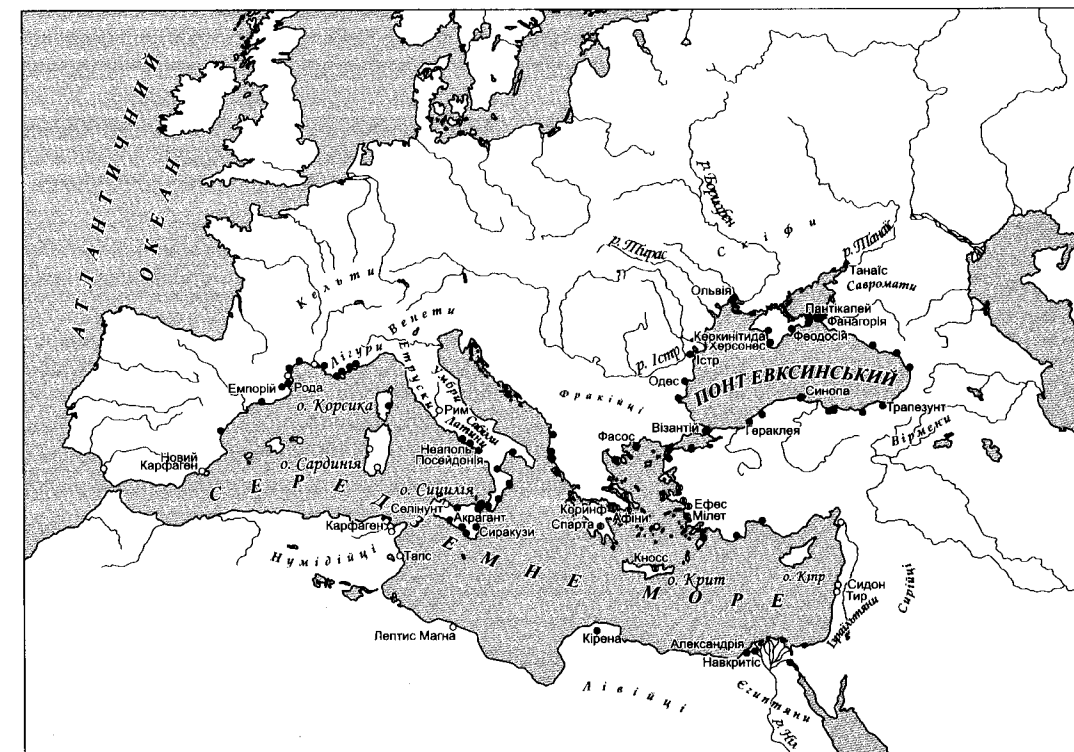 АТЛАНТИЧНИЙ
ОКЕАН
р. Борисфен
Скіфи
р. Танаїс
р. Тірас
Танаїс
Савромати
Ольвія
Кельти
Венети
Пантікапей
Фанагорія
Керкінітида
Феодосія
Херсонес
Лігури
Етруски
умбри
р. Істр
Істр
ПОНТ ЕВКСИНСЬКИЙ
Емпорій
Рода
о. Корсика
Рим
Сабіни
Латини
Одес
Фракійці
Синопа
Трапезунт
Вірмени
Візантій
Гераклея
Фасос
Неаполь
Посейдонія
Новий
Карфаген
о. Сардинія
о. Сицилія
СЕРЕДЗЕМНЕ МОРЕ
Селінунт
Акрагант
Сиракузи
Карфаген
Коринф
Афіни
Спарта
Ефес
Мілет
Нумідійці
Тапс
Кносс
о. Крит
о. Кіпр
Сидон
Тир
Сирійці
Ізраїльтяни
Лептис Магна
Кірена
Александрія
Навкритіс
Лівійці
Єгиптяни
р. Ніл